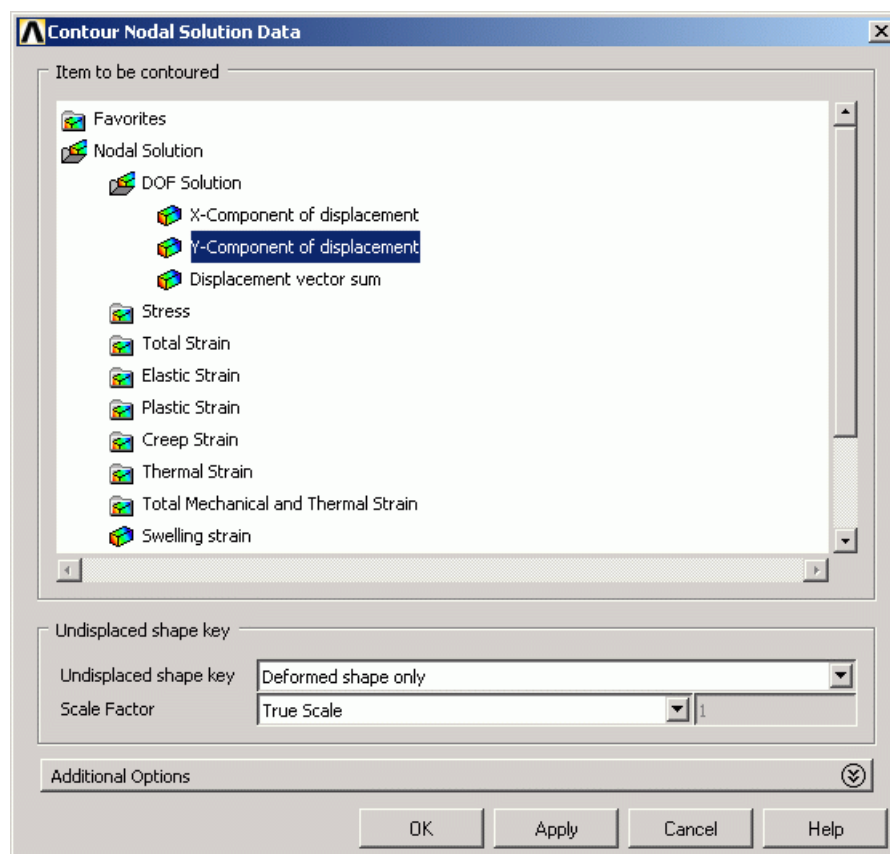 Contour Nodal Solution Data
Item to be contoured
Favorites
Nodal Solution
DOF Solution
X-Component of displacement
Y-Component of displacement
Displacement vector sum
Stress
Total Strain
Elastic Strain
Plastic Strain
Creep Strain
Thermal Strain
Total Mechanical and Thermal Strain
Swelling strain
Undisplaced shape key
Undisplaced shape key Deformed shape only
Scale Factor True Scale 1
Additional Options
OK Apply Cancel Help